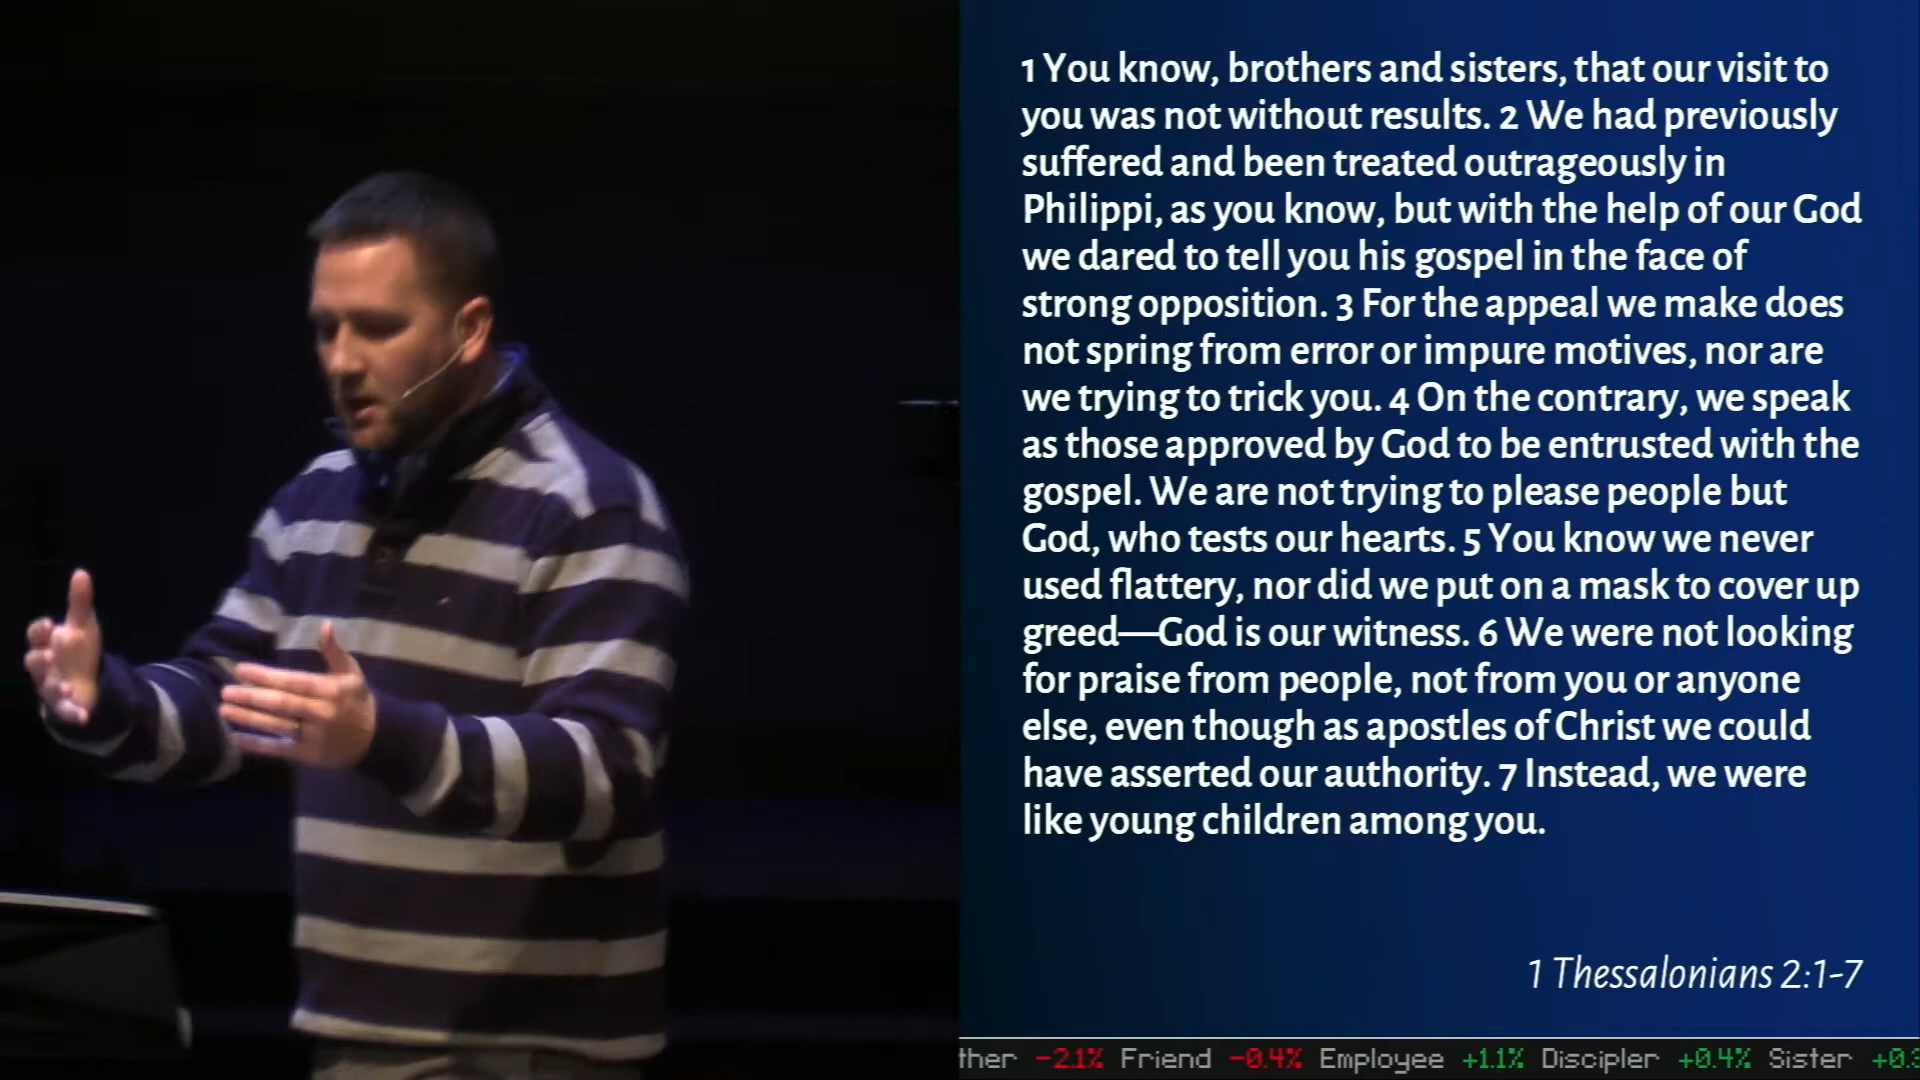 1 You know, brothers and sisters, that our visit to
you was not without results. 2 We had previously
suffered and been treated outrageously in
Philippi, as you know, but with the help of our God
we dared to tell you his gospel in the face of
strong opposition. 3 For the appeal we make does
not spring from error or impure motives, nor are
we trying to trick you. 4 On the contrary, we speak
as those approved by God to be entrusted with the
gospel. We are not trying to please people but
God, who tests our hearts. 5 You know we never
used flattery, nor did we put on a mask to cover up
greed—God is our witness. 6 We were not looking
for praise from people, not from you or anyone
else, even though as apostles of Christ we could
have asserted our authority. 7 Instead, we were
like young children among you.
1 Thessalonians 2:1-7
ther -2.1% Friend -0.4% Employee +1.1% Discipler +0.4% Sister